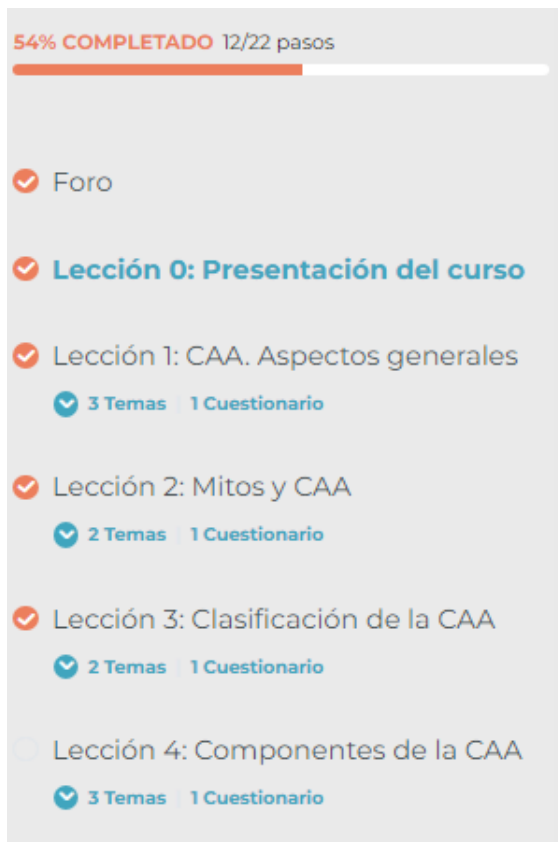 54% COMPLETADO 12/22 pasos
Foro
Lección 0: Presentación del curso
Lección 1: CAA. Aspectos generales
3 Temas 1 Cuestionario
Lección 2: Mitos y CAA
2 Temas 1 Cuestionario
Lección 3: Clasificación de la CAA
2 Temas 1 Cuestionario
Lección 4: Componentes de la CAA
3 Temas 1 Cuestionario